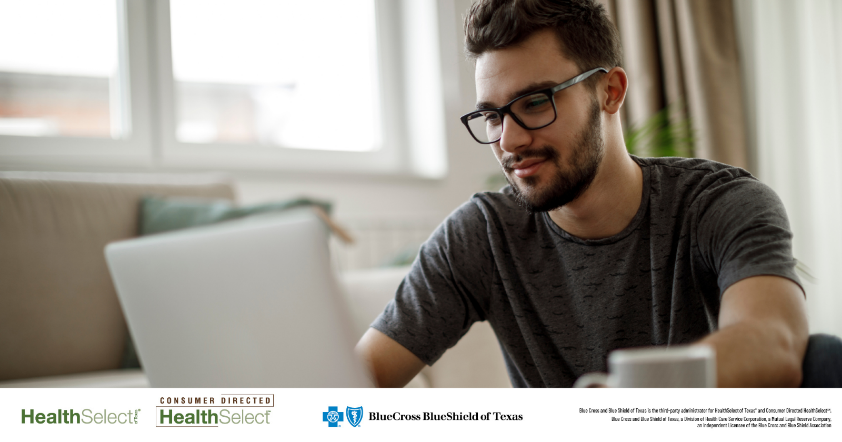 CONSUMER DIRECTED
HealthSelect
HealthSelect
BlueCross BlueShield of Texas
Blue Cross and Blue Shield of Texas is the third-party administrator for HealthSelect of Texas® and Consumer Directed HealthSelect℠.
Blue Cross and Blue Shield of Texas, a Division of Health Care Service Corporation, a Mutual Legal Reserve Company,
an Independent Licensee of the Blue Cross and Blue Shield Association